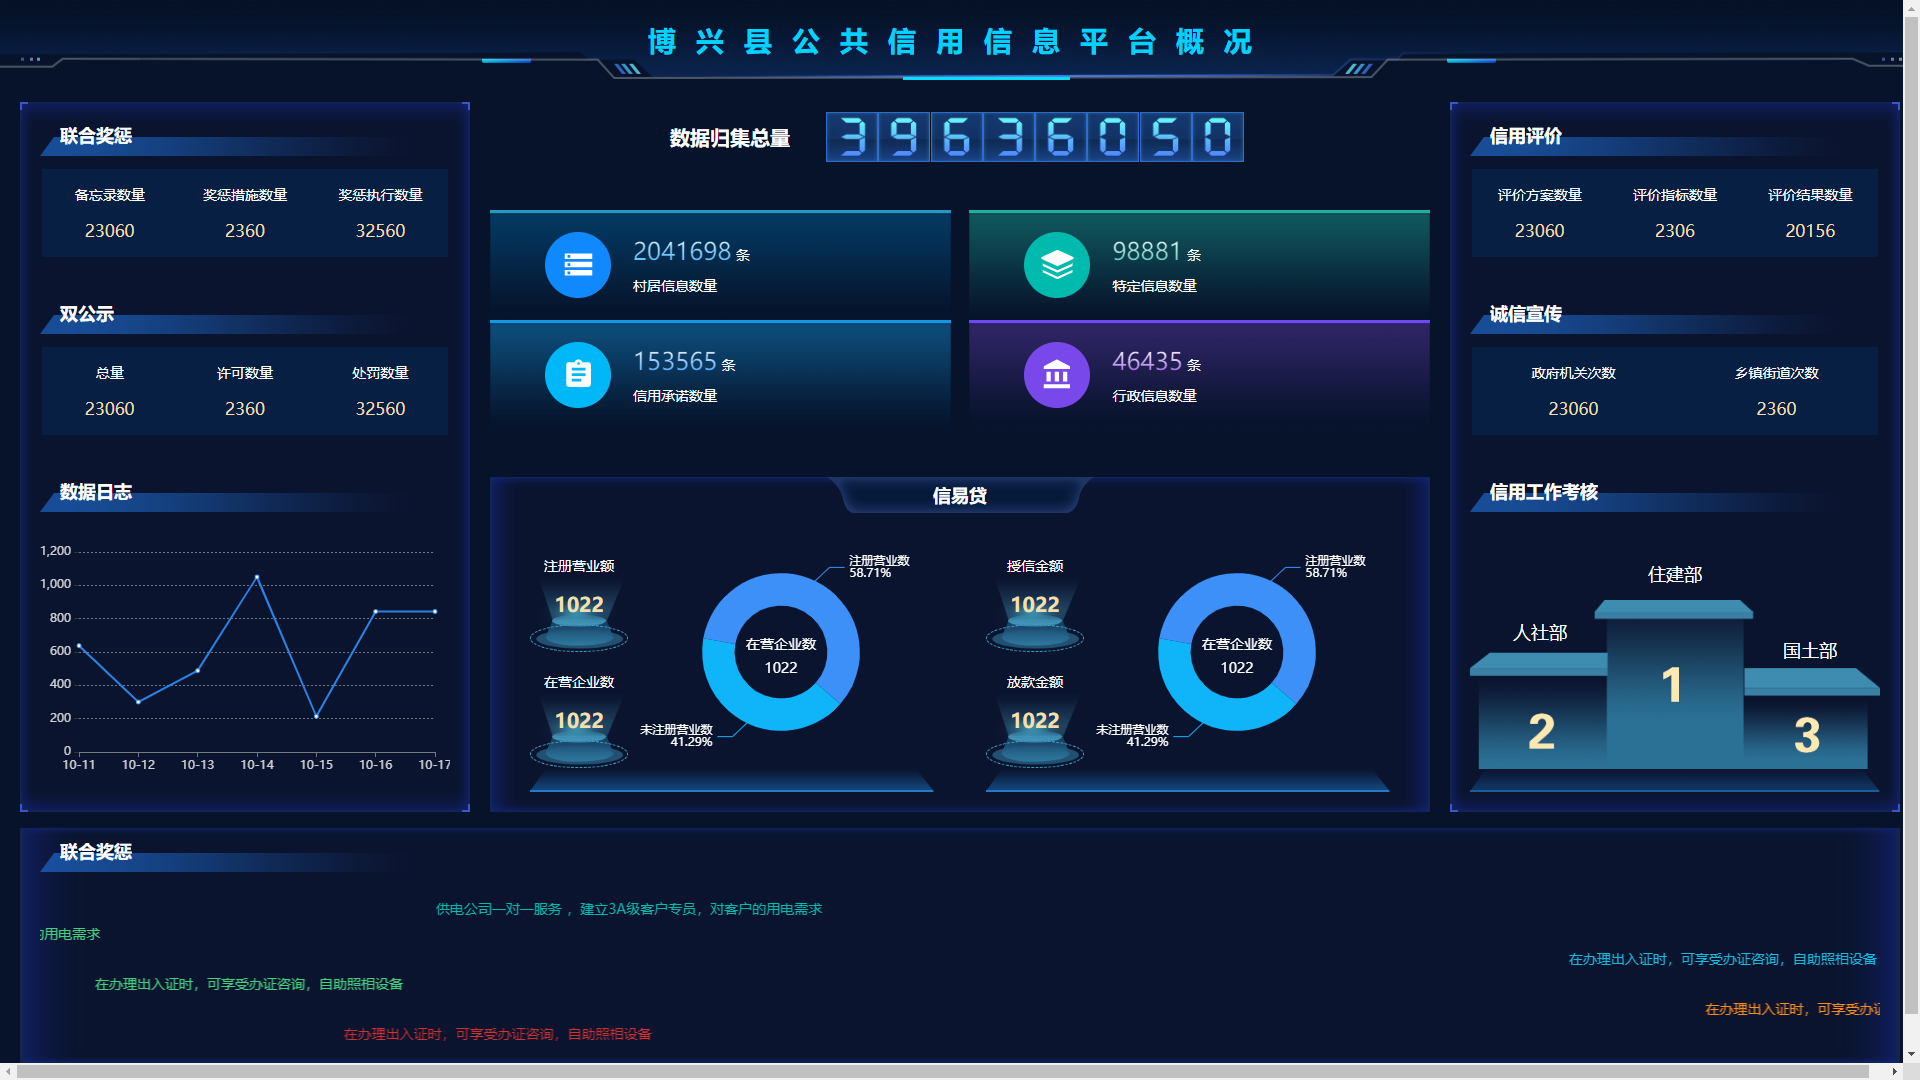 博兴县公共信用信息平台概况
联合奖惩
备忘录数量 奖惩措施数量 奖惩执行数量
23060 2360 32560
双公示
总量 许可数量 处罚数量
23060 2360 32560
数据日志
1,200
1,000
800
600
400
200
0
10-11 10-12 10-13 10-14 10-15 10-16 10-17
数据归集总量 39636050
2041698 条
村居信息数量
98881 条
特定信息数量
153565 条
信用承诺数量
46435 条
行政信息数量
信易贷
注册营业额
1022
在营企业数
1022
注册营业数
58.71%
在营企业数
1022
未注册营业数
41.29%
授信金额
1022
放款金额
1022
注册营业数
58.71%
在营企业数
1022
未注册营业数
41.29%
信用评价
评价方案数量 评价指标数量 评价结果数量
23060 2306 20156
诚信宣传
政府机关次数 乡镇街道次数
23060 2360
信用工作考核
住建部
人社部
国土部
1
2
3
联合奖惩
供电公司一对一服务 ，建立3A级客户专员，对客户的用电需求
的用电需求
在办理出入证时，可享受办证咨询，自助照相设备
在办理出入证时，可享受办证咨询，自助照相设备
在办理出入证时，可享受办证
在办理出入证时，可享受办证咨询，自助照相设备